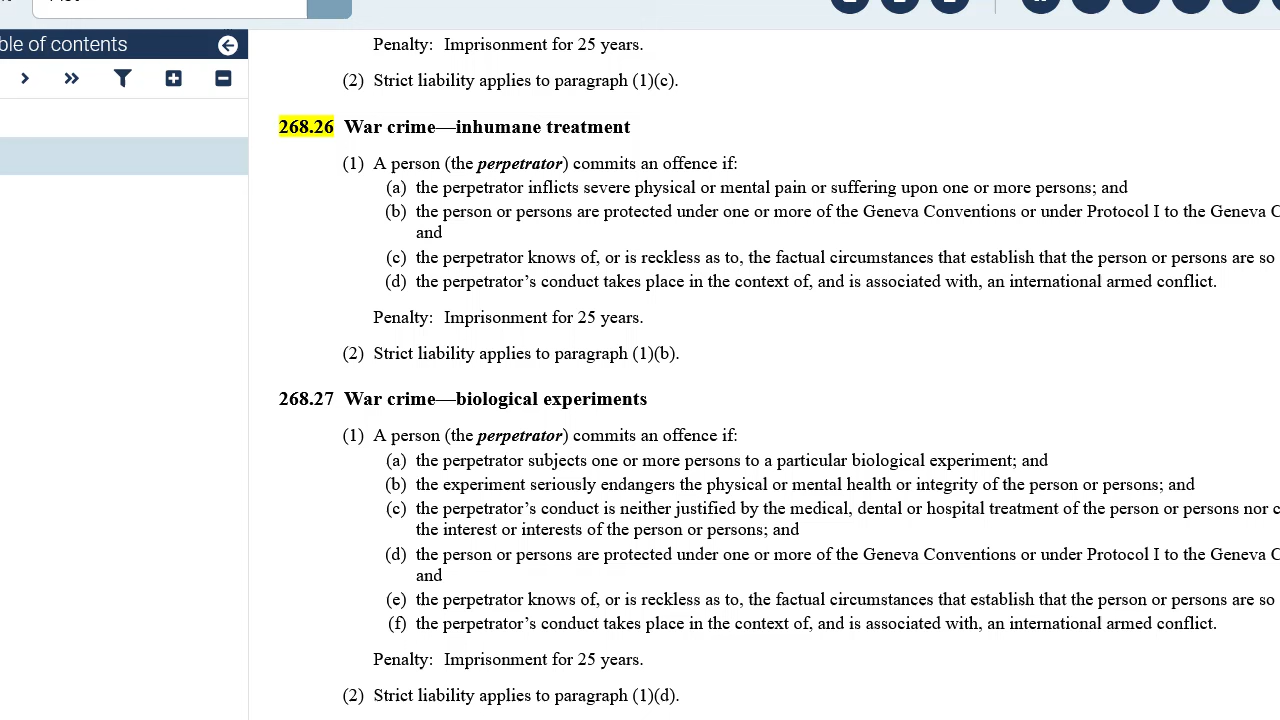 ble of contents
Penalty: Imprisonment for 25 years.
(2) Strict liability applies to paragraph (1)(c).
268.26 War crime—inhumane treatment
(1) A person (the perpetrator) commits an offence if:
(a) the perpetrator inflicts severe physical or mental pain or suffering upon one or more persons; and
(b) the person or persons are protected under one or more of the Geneva Conventions or under Protocol I to the Geneva C
and
(c) the perpetrator knows of, or is reckless as to, the factual circumstances that establish that the person or persons are so
(d) the perpetrator’s conduct takes place in the context of, and is associated with, an international armed conflict.
Penalty: Imprisonment for 25 years.
(2) Strict liability applies to paragraph (1)(b).
268.27 War crime—biological experiments
(1) A person (the perpetrator) commits an offence if:
(a) the perpetrator subjects one or more persons to a particular biological experiment; and
(b) the experiment seriously endangers the physical or mental health or integrity of the person or persons; and
(c) the perpetrator’s conduct is neither justified by the medical, dental or hospital treatment of the person or persons nor c
the interest or interests of the person or persons; and
(d) the person or persons are protected under one or more of the Geneva Conventions or under Protocol I to the Geneva C
and
(e) the perpetrator knows of, or is reckless as to, the factual circumstances that establish that the person or persons are so
(f) the perpetrator’s conduct takes place in the context of, and is associated with, an international armed conflict.
Penalty: Imprisonment for 25 years.
(2) Strict liability applies to paragraph (1)(d).